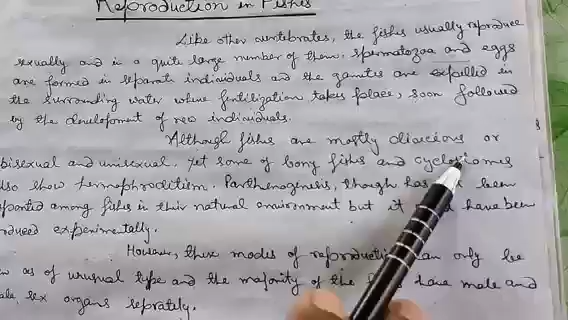 Reproduction in Fishes
Like other vertebrates, the fishes usually reproduce
sexually and in a quite large number of them, spermatozoa and eggs
are formed in separate individuals and the gametes are expelled in
the surrounding water where fertilization takes place, soon followed
by the development of new individuals.
Although fishes are mostly dioecious or
bisexual and unisexual. Yet some of bony fishes and cyclostomes
also show hermaphroditism. Parthenogenesis, though has been
reported among fishes in their natural environment but it have been
produced experimentally.
However, these modes of reproduction can only be
as of unusual type and the majority of the have male and
sex organs seprately.